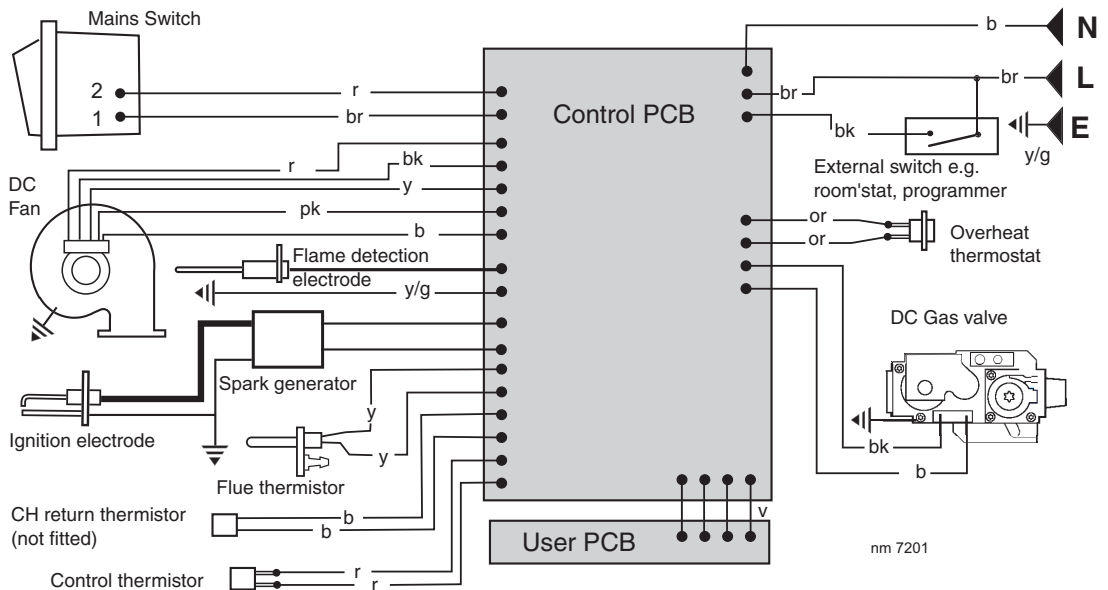 Mains Switch
2
1
r
br
Control PCB
b
N
br
br
L
bk
E
y/g
External switch e.g.
room'stat, programmer
DC
Fan
r
bk
y
pk
b
or
or
Overheat
thermostat
Flame detection
electrode
y/g
DC Gas valve
Spark generator
Ignition electrode
y
y
Flue thermistor
bk
b
CH return thermistor
(not fitted)
b
b
v
User PCB
nm 7201
Control thermistor
r
r